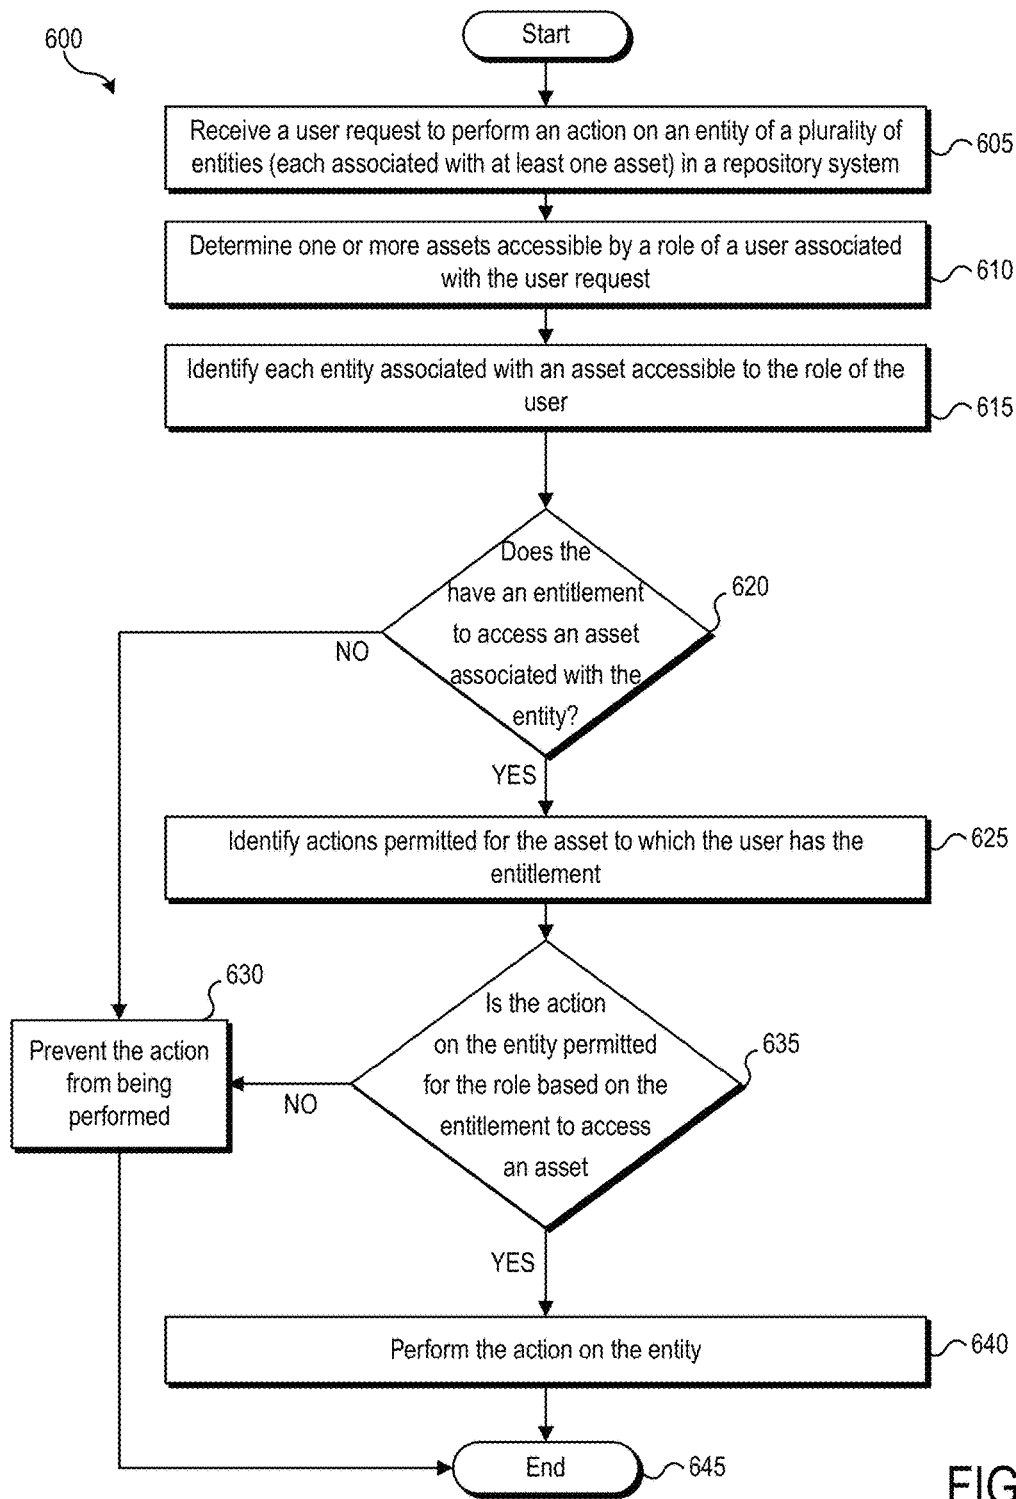 600
Start
Receive a user request to perform an action on an entity of a plurality of
entities (each associated with at least one asset) in a repository system
605
Determine one or more assets accessible by a role of a user associated
with the user request
610
Identify each entity associated with an asset accessible to the role of the
user
615
Does the
have an entitlement
to access an asset
associated with the
entity?
620
NO
YES
Identify actions permitted for the asset to which the user has the
entitlement
625
630
Prevent the action
from being
performed
Is the action
on the entity permitted
for the role based on the
entitlement to access
an asset
635
NO
YES
Perform the action on the entity
640
End
645
FIG